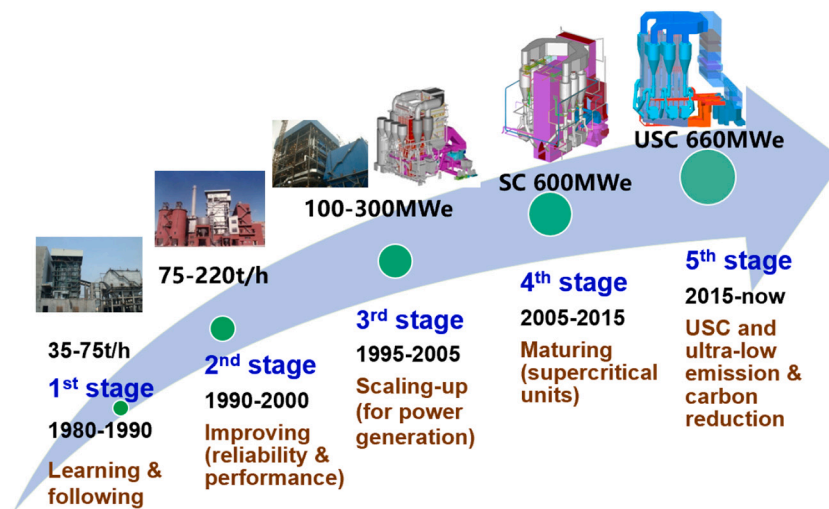 35-75t/h
1st stage
1980-1990
Learning &
following
75-220t/h
2nd stage
1990-2000
Improving
(reliability &
performance)
100-300MWe
3rd stage
1995-2005
Scaling-up
(for power
generation)
SC 600MWe
4th stage
2005-2015
Maturing
(supercritical
units)
USC 660MWe
5th stage
2015-now
USC and
ultra-low
emission &
carbon
reduction